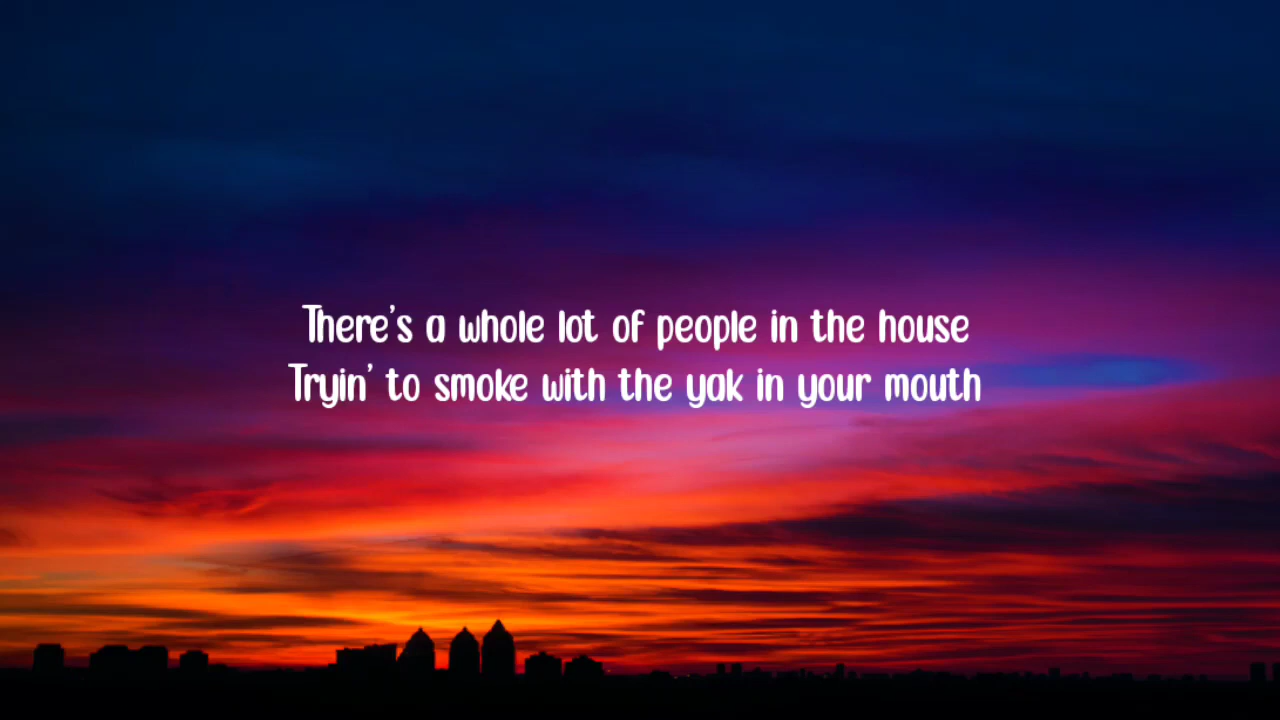 There's a whole lot of people in the house
Tryin' to smoke with the yak in your mouth